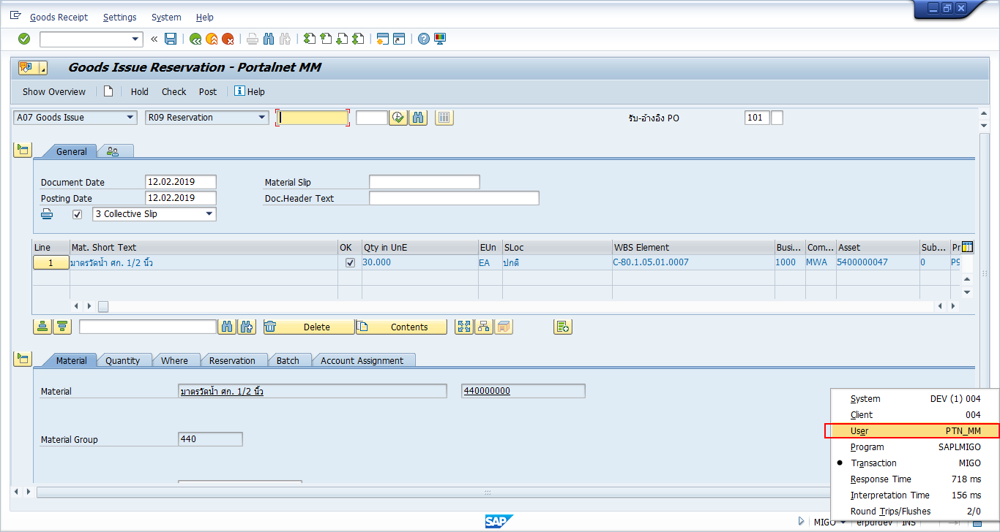 Goods Receipt Settings System Help
Goods Issue Reservation - Portalnet MM
Show Overview Hold Check Post Help
A07 Goods Issue R09 Reservation รับ-อ้างอิง PO 101
General
Document Date 12.02.2019 Material Slip
Posting Date 12.02.2019 Doc.Header Text
3 Collective Slip
Line Mat. Short Text OK Qty in UnE EUn SLoc WBS Element Busi... Com... Asset Sub... Pr
1 มาตรวัดน้ำ ศก. 1/2 นิ้ว 30.000 EA ปกติ C-80.1.05.01.0007 1000 MWA 5400000047 0 P9
Delete Contents
Material Quantity Where Reservation Batch Account Assignment
Material มาตรวัดน้ำ ศก. 1/2 นิ้ว 440000000
Material Group 440
System DEV (1) 004
Client 004
User PTN_MM
Program SAPLMIGO
Transaction MIGO
Response Time 718 ms
Interpretation Time 156 ms
Round Trips/Flushes 2/0
SAP MIGO erpdrdev INS